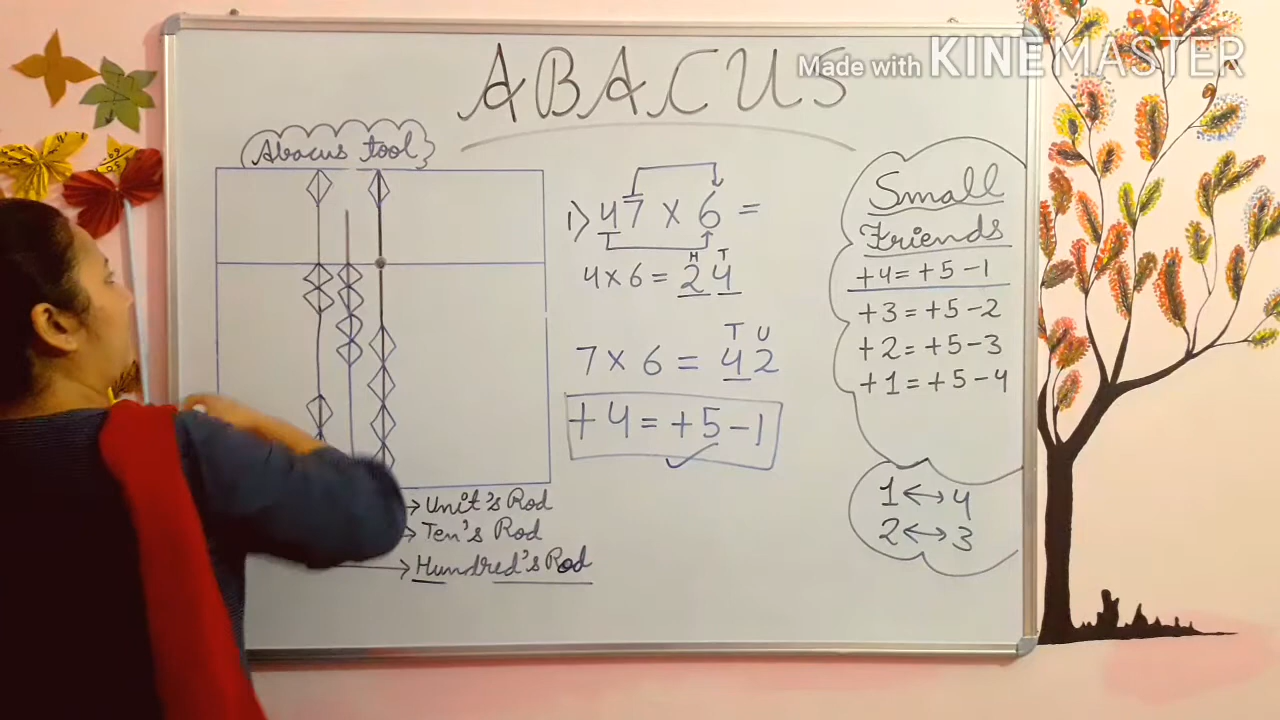 ABACUS
Made with KINEMASTER
Abacus tool
1) 47 × 6 =
H T
4 × 6 = 24
T U
7 × 6 = 42
+4 = +5 - 1
Small
Friends
+4 = +5 - 1
+3 = +5 - 2
+2 = +5 - 3
+1 = +5 - 4
1 ↔ 4
2 ↔ 3
→ Unit's Rod
→ Ten's Rod
→ Hundred's Rod